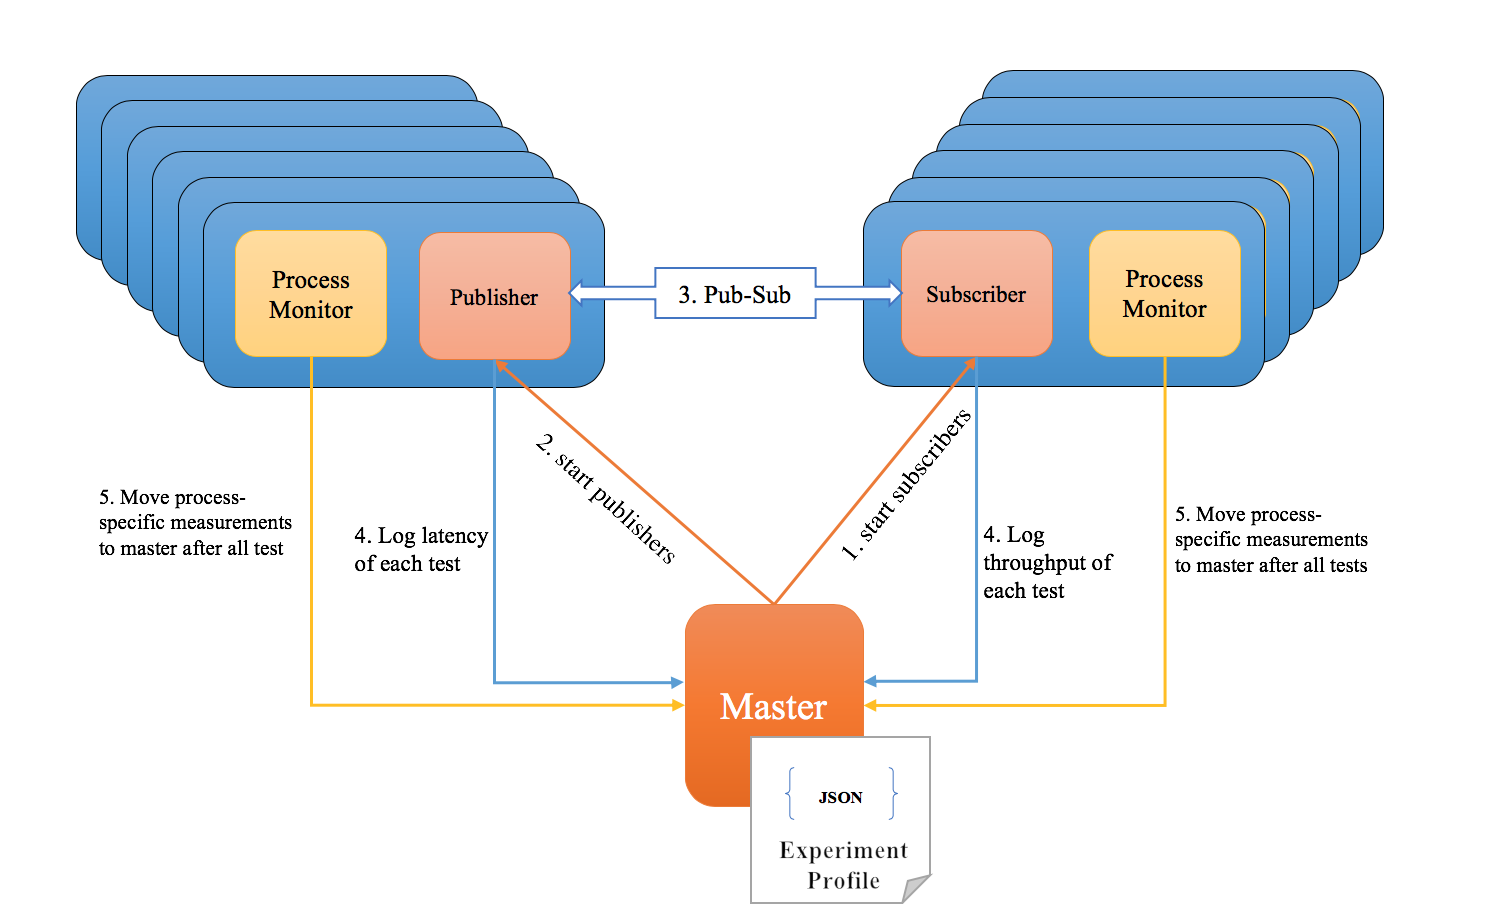 Process
Monitor
Publisher
3. Pub-Sub
Subscriber
Process
Monitor
2. start publishers
1. start subscribers
5. Move process-
specific measurements
to master after all test
4. Log latency
of each test
4. Log
throughput of
each test
5. Move process-
specific measurements
to master after all tests
Master
{ JSON }
Experiment
Profile